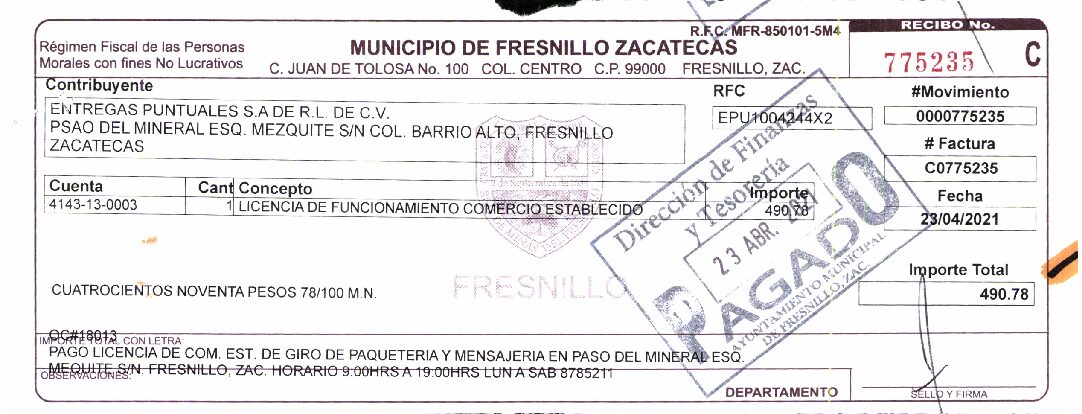 R.F.C. MFR-850101-5M4
RECIBO No.
Régimen Fiscal de las Personas
Morales con fines No Lucrativos
MUNICIPIO DE FRESNILLO ZACATECAS
C. JUAN DE TOLOSA No. 100 COL. CENTRO C.P. 99000 FRESNILLO, ZAC.
775235 C
Contribuyente
RFC
#Movimiento
ENTREGAS PUNTUALES S.A DE R.L. DE C.V.
EPU1004244X2
0000775235
PSAO DEL MINERAL ESQ. MEZQUITE S/N COL. BARRIO ALTO, FRESNILLO
ZACATECAS
# Factura
C0775235
Cuenta Cant Concepto Importe
Fecha
4143-13-0003 1 LICENCIA DE FUNCIONAMIENTO COMERCIO ESTABLECIDO 490.78
23/04/2021
Dirección de Finanzas
y Tesorería
23 ABR. 2021
PAGADO
AYUNTAMIENTO MUNICIPAL
DE FRESNILLO, ZAC.
FRESNILLO
Importe Total
CUATROCIENTOS NOVENTA PESOS 78/100 M.N.
490.78
OC#18013
IMPORTE TOTAL CON LETRA:
PAGO LICENCIA DE COM. EST. DE GIRO DE PAQUETERIA Y MENSAJERIA EN PASO DEL MINERAL ESQ.
MEQUITE S/N. FRESNILLO, ZAC. HORARIO 9:00HRS A 19:00HRS LUN A SAB 8785211
OBSERVACIONES:
DEPARTAMENTO
SELLO Y FIRMA